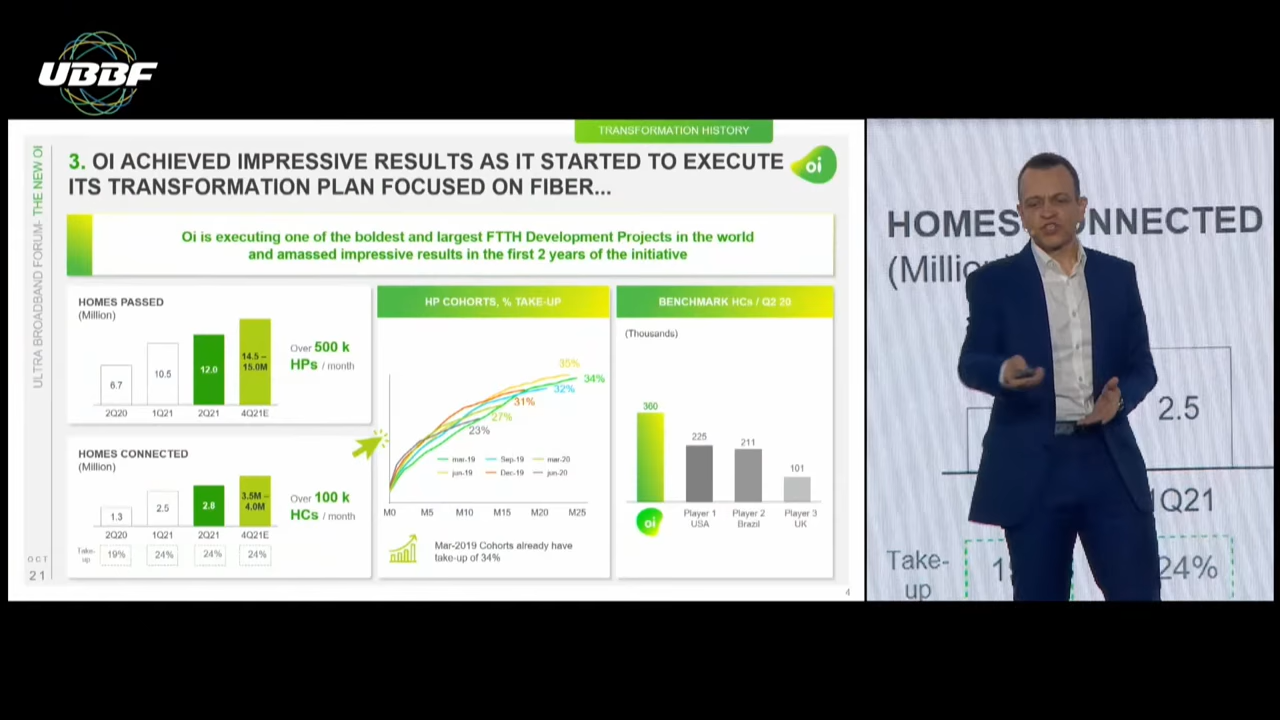 UBBF
TRANSFORMATION HISTORY
3. OI ACHIEVED IMPRESSIVE RESULTS AS IT STARTED TO EXECUTE
ITS TRANSFORMATION PLAN FOCUSED ON FIBER...
oi
ULTRA BROADBAND FORUM- THE NEW OI
Oi is executing one of the boldest and largest FTTH Development Projects in the world
and amassed impressive results in the first 2 years of the initiative
HOMES PASSED
(Million)
14.5 –
15.0M
12.0
10.5
6.7
2Q20 1Q21 2Q21 4Q21E
Over 500 k
HPs / month
HOMES CONNECTED
(Million)
3.5M –
4.0M
2.8
2.5
1.3
2Q20 1Q21 2Q21 4Q21E
Over 100 k
HCs / month
Take-
up
19% 24% 24% 24%
HP COHORTS, % TAKE-UP
35%
34%
32%
31%
27%
23%
mar-19 Sep-19 mar-20
jun-19 Dec-19 jun-20
M0 M5 M10 M15 M20 M25
Mar-2019 Cohorts already have
take-up of 34%
BENCHMARK HCs / Q2 20
(Thousands)
360
225
211
101
oi
Player 1
USA
Player 2
Brazil
Player 3
UK
OCT
21
4
HOMES CONNECTED
2.5
1Q21
Take-
up
24%